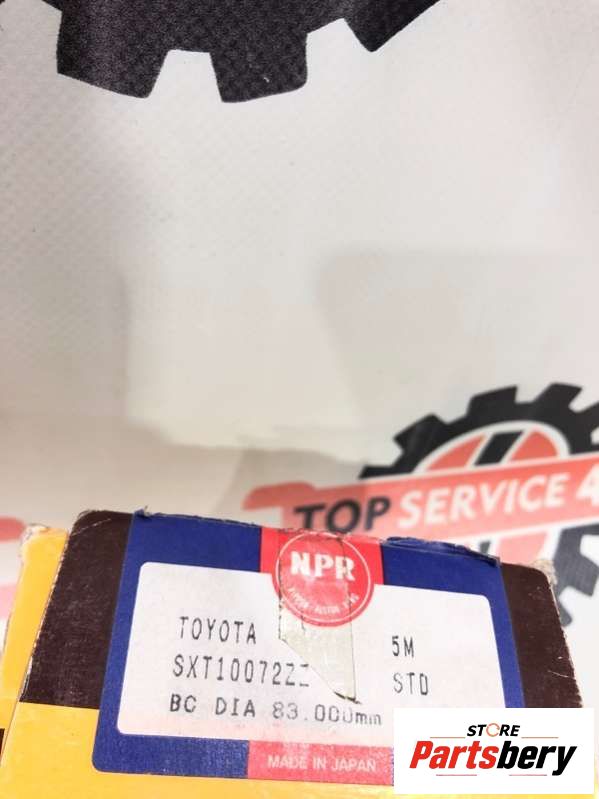 TOP SERVICE 4
NPR
TOYOTA 5M
SXT10072ZZ STD
BC DIA 83.000mm
MADE IN JAPAN
STORE
Partsbery